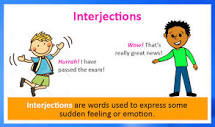 Interjections
Wow! That's
really great news!
Hurrah! I have
passed the exam!
Interjections are words used to express some
sudden feeling or emotion.